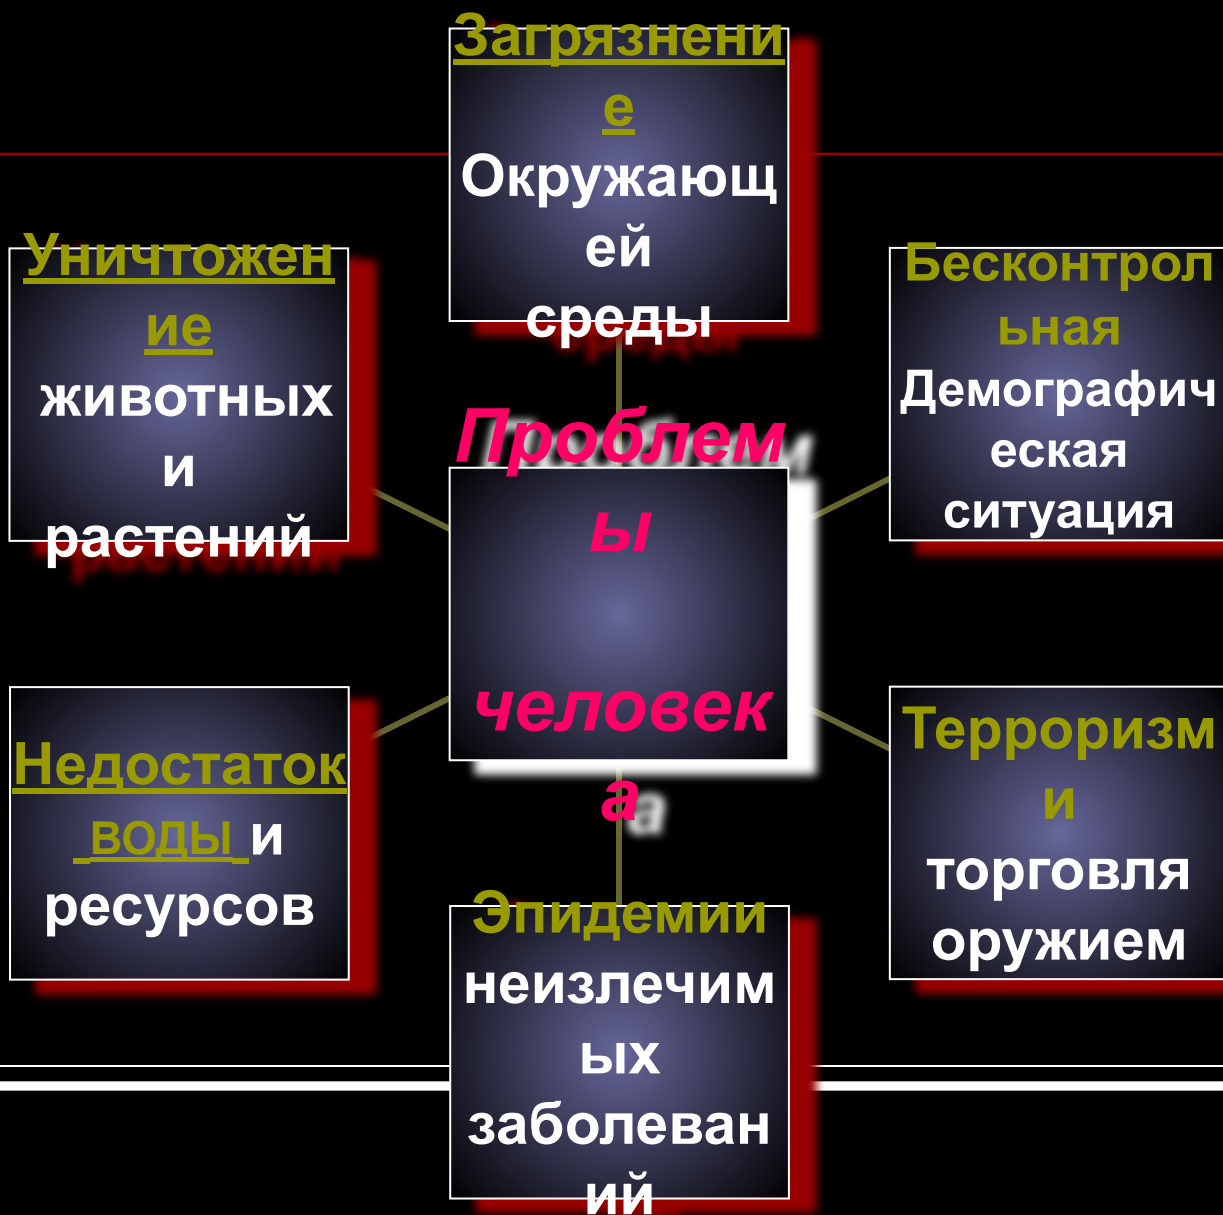 Загрязнени
е
Окружающ
ей
среды
Уничтожен
ие
животных
и
растений
Бесконтрол
ьная
Демографич
еская
ситуация
Проблем
ы
человек
а
Недостаток
воды и
ресурсов
Терроризм
и
торговля
оружием
Эпидемии
неизлечим
ых
заболеван
ий